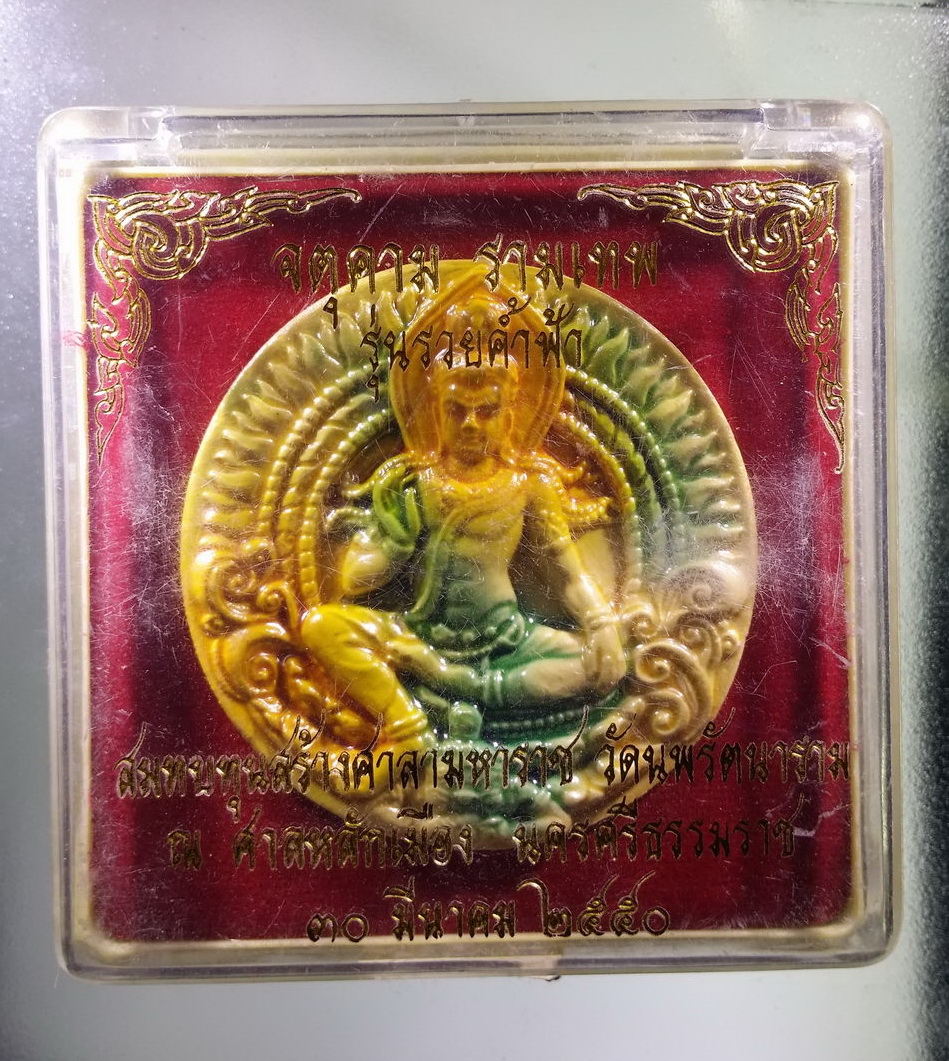 จตุคาม รามเทพ
รุ่นรวยค้ำฟ้า
สมทบทุนสร้างศาลามหาราช วัดนพรัตนาราม
ณ ศาลหลักเมือง นครศรีธรรมราช
๓๐ มีนาคม ๒๕๕๐